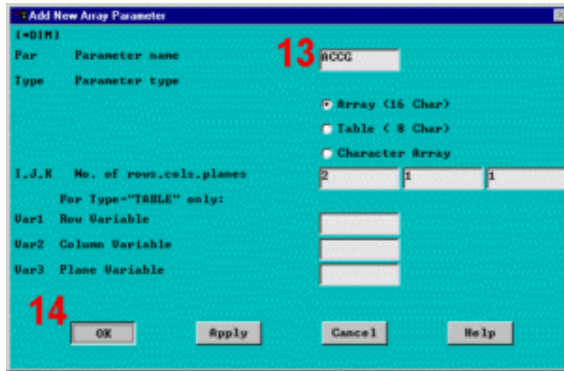 Add New Array Parameter
[*DIM]
Par Parameter name 13 ACCG
Type Parameter type
Array (16 Char)
Table ( 8 Char)
Character Array
I,J,K No. of rows,cols,planes 2 1 1
For Type="TABLE" only:
Var1 Row Variable
Var2 Column Variable
Var3 Plane Variable
14
OK Apply Cancel Help